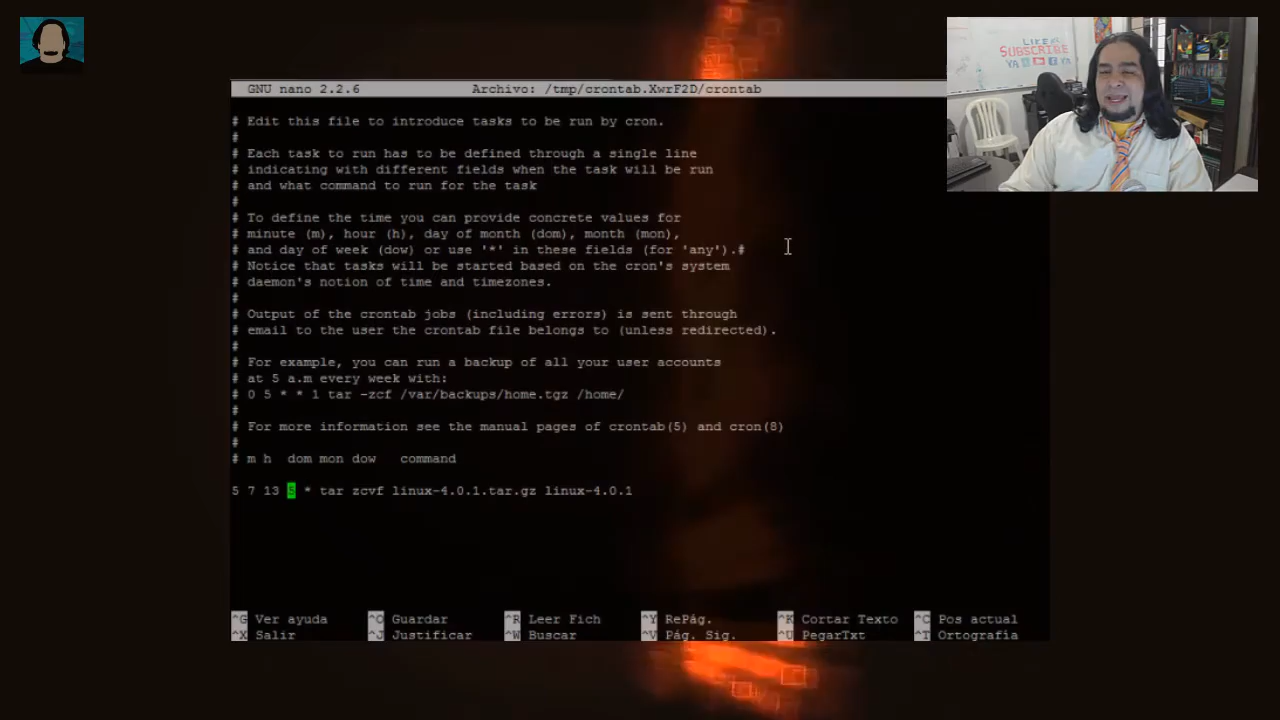 LIKE
SUBSCRIBE
YA
GNU nano 2.2.6 Archivo: /tmp/crontab.XwrF2D/crontab
# Edit this file to introduce tasks to be run by cron.
#
# Each task to run has to be defined through a single line
# indicating with different fields when the task will be run
# and what command to run for the task
#
# To define the time you can provide concrete values for
# minute (m), hour (h), day of month (dom), month (mon),
# and day of week (dow) or use '*' in these fields (for 'any').#
# Notice that tasks will be started based on the cron's system
# daemon's notion of time and timezones.
#
# Output of the crontab jobs (including errors) is sent through
# email to the user the crontab file belongs to (unless redirected).
#
# For example, you can run a backup of all your user accounts
# at 5 a.m every week with:
# 0 5 * * 1 tar -zcf /var/backups/home.tgz /home/
#
# For more information see the manual pages of crontab(5) and cron(8)
#
# m h dom mon dow command
5 7 13 5 * tar zcvf linux-4.0.1.tar.gz linux-4.0.1
^G Ver ayuda ^O Guardar ^R Leer Fich ^Y RePág. ^K Cortar Texto ^C Pos actual
^X Salir ^J Justificar ^W Buscar ^V Pág. Sig. ^U PegarTxt ^T Ortografía